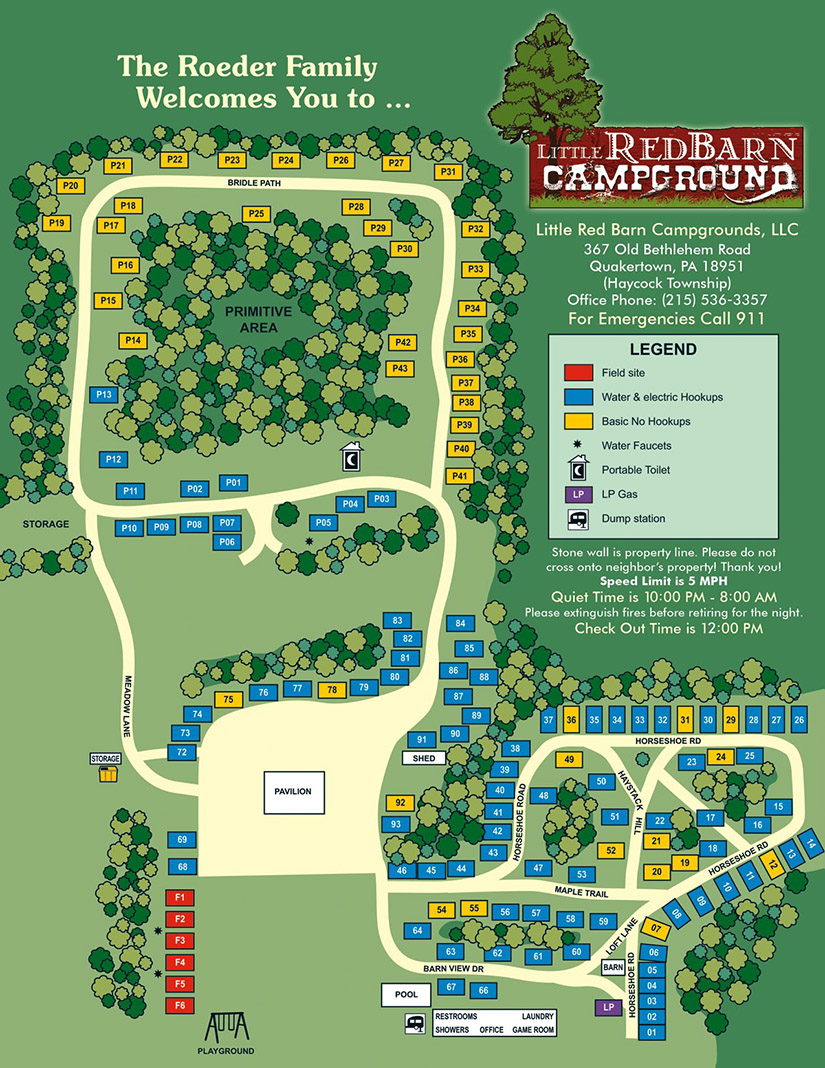 The Roeder Family
Welcomes You to ...
LITTLE REDBARN
CAMPGROUND
Little Red Barn Campgrounds, LLC
367 Old Bethlehem Road
Quakertown, PA 18951
(Haycock Township)
Office Phone: (215) 536-3357
For Emergencies Call 911
LEGEND
Field site
Water & electric Hookups
Basic No Hookups
Water Faucets
Portable Toilet
LP
LP Gas
Dump station
Stone wall is property line. Please do not
cross onto neighbor's property! Thank you!
Speed Limit is 5 MPH
Quiet Time is 10:00 PM - 8:00 AM
Please extinguish fires before retiring for the night.
Check Out Time is 12:00 PM
P19
P20
P21
P22
P23
P24
P26
P27
P31
BRIDLE PATH
P18
P17
P25
P28
P29
P30
P32
P16
P33
P15
PRIMITIVE
AREA
P34
P14
P35
P42
P36
P43
P37
P13
P38
P39
P40
P12
P41
P11
P02
P01
P04
P03
STORAGE
P10
P09
P08
P07
P06
P05
MEADOW LANE
83
82
81
80
84
85
86
88
87
89
90
91
SHED
75
76
77
78
79
74
73
72
STORAGE
PAVILION
92
93
69
68
F1
F2
F3
F4
F5
F6
PLAYGROUND
37
36
35
34
33
32
31
30
29
28
27
26
HORSESHOE RD
38
39
40
41
42
43
HORSESHOE ROAD
49
50
48
51
52
47
53
HAYSTACK HILL
23
24
25
22
17
15
16
21
18
19
20
HORSESHOE RD
14
13
12
11
10
09
08
07
46
45
44
MAPLE TRAIL
54
55
56
57
58
59
64
63
62
61
60
LOFT LANE
BARN VIEW DR
BARN
06
05
04
03
02
01
HORSESHOE RD
LP
POOL
67
66
RESTROOMS LAUNDRY
SHOWERS OFFICE GAME ROOM